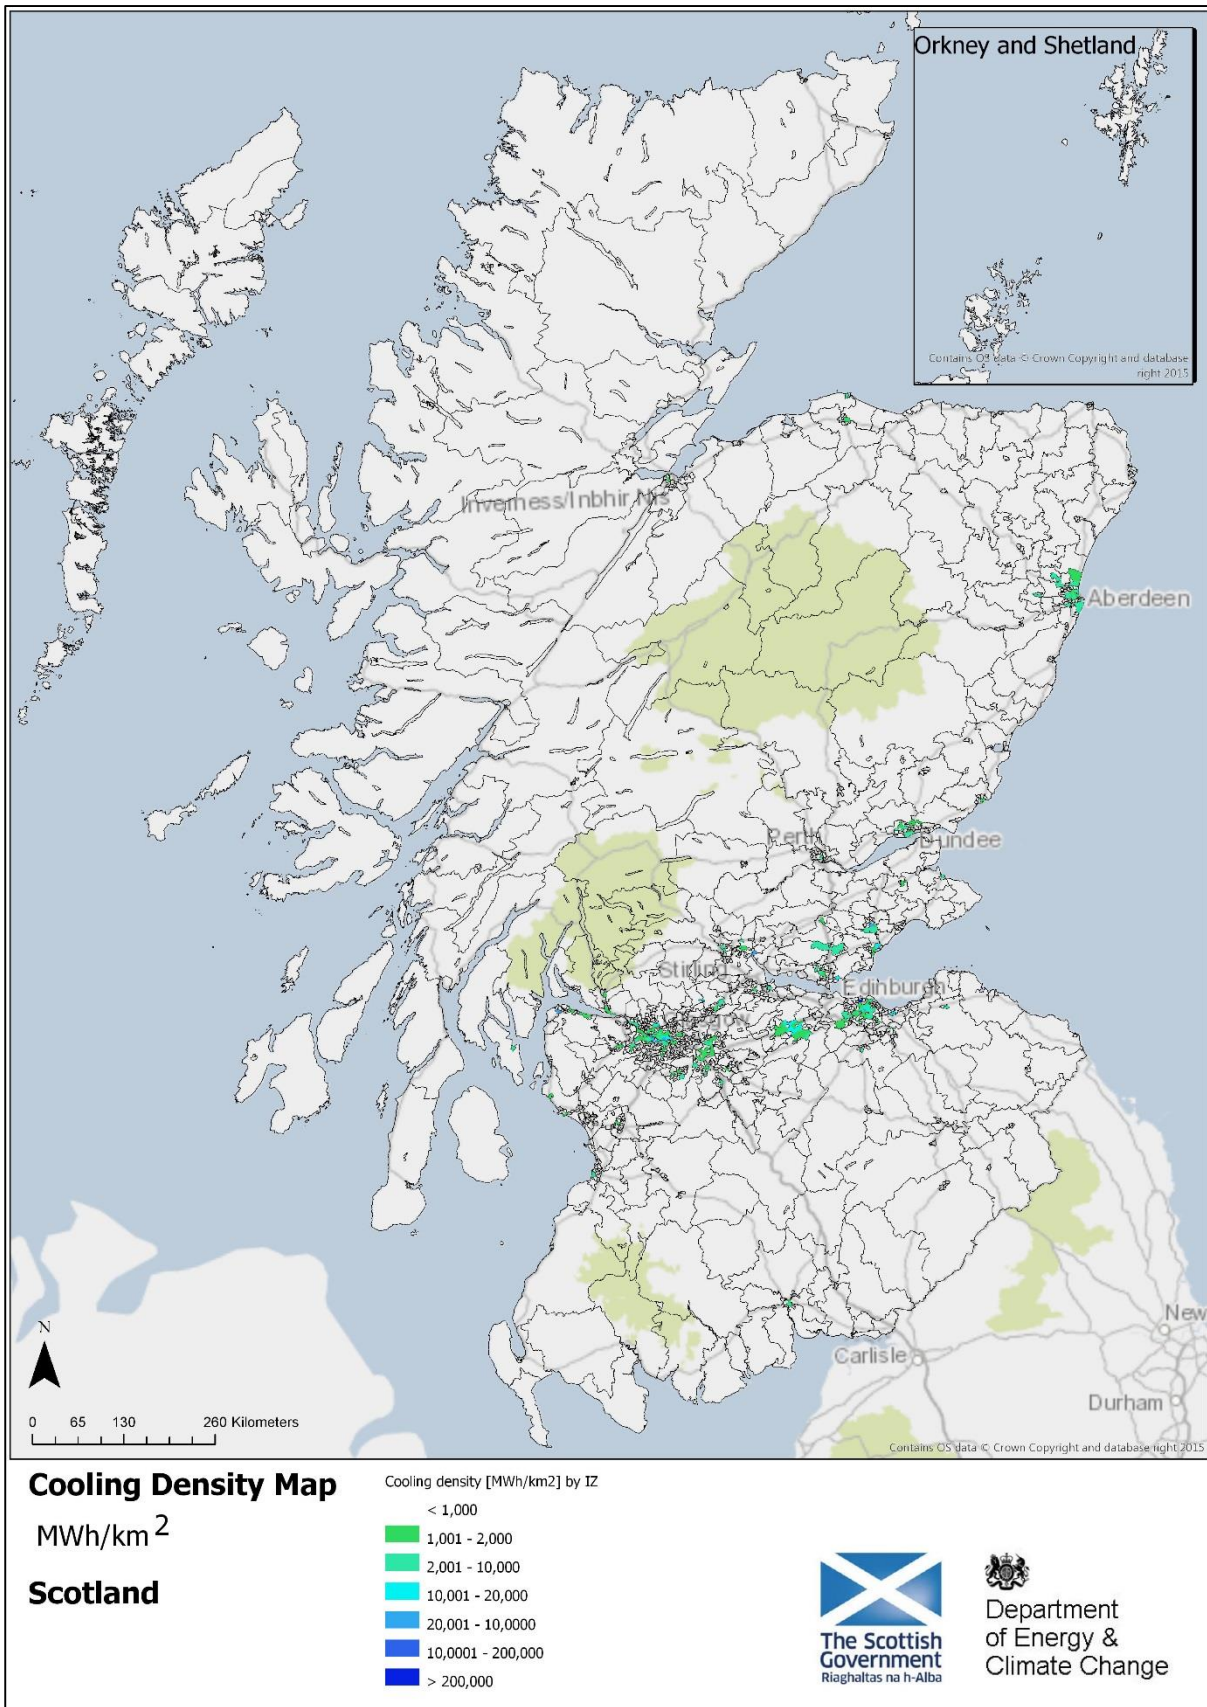 Orkney and Shetland
Contains OS data © Crown Copyright and database
right 2015
Inverness/Inbhir Nis
Aberdeen
Perth
Dundee
Stirling
Edinburgh
Glasgow
New
Carlisle
Durham
N
0 65 130 260 Kilometers
Contains OS data © Crown Copyright and database right 2015
Cooling Density Map
MWh/km 2
Scotland
Cooling density [MWh/km2] by IZ
< 1,000
1,001 - 2,000
2,001 - 10,000
10,001 - 20,000
20,001 - 10,0000
10,0001 - 200,000
> 200,000
The Scottish
Government
Riaghaltas na h-Alba
Department
of Energy &
Climate Change